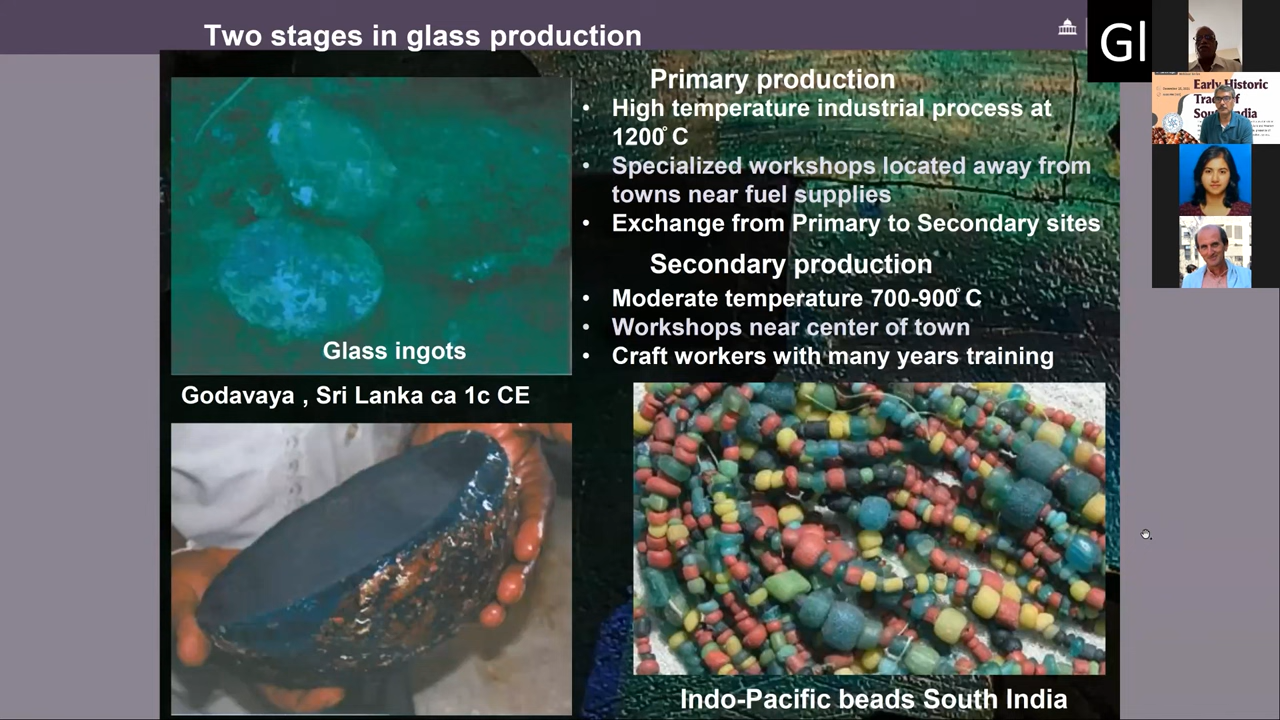 Two stages in glass production
Gl
Primary production
• High temperature industrial process at
1200° C
• Specialized workshops located away from
towns near fuel supplies
• Exchange from Primary to Secondary sites
Secondary production
• Moderate temperature 700-900° C
• Workshops near center of town
• Craft workers with many years training
Glass ingots
Godavaya , Sri Lanka ca 1c CE
Indo-Pacific beads South India
Early Historic